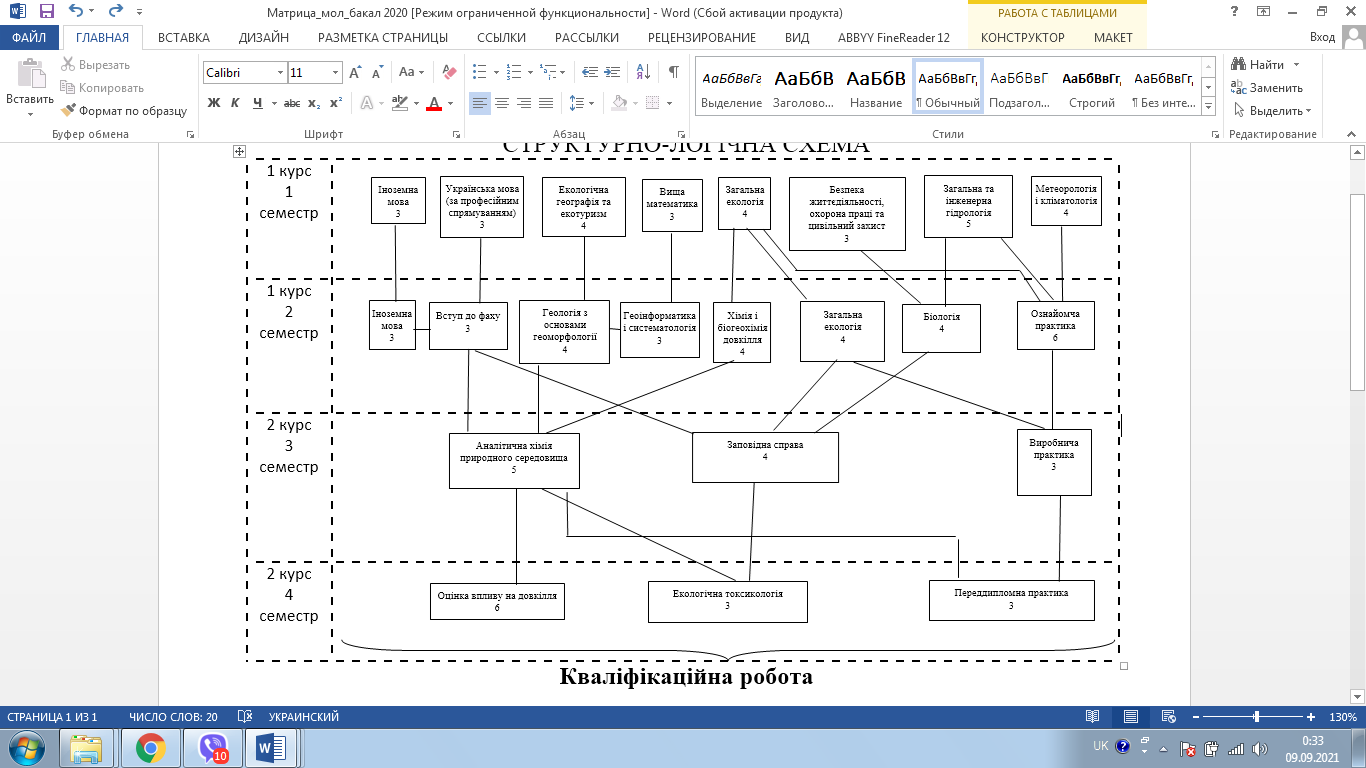 Матрица_мол_бакал 2020 [Режим ограниченной функциональности] - Word (Сбой активации продукта)
РАБОТА С ТАБЛИЦАМИ
ФАЙЛ ГЛАВНАЯ ВСТАВКА ДИЗАЙН РАЗМЕТКА СТРАНИЦЫ ССЫЛКИ РАССЫЛКИ РЕЦЕНЗИРОВАНИЕ ВИД ABBYY FineReader 12 КОНСТРУКТОР МАКЕТ Вход
Вставить
Вырезать
Копировать
Формат по образцу
Буфер обмена
Calibri 11
Ж К Ч abc x₂ x²
Шрифт
Абзац
АаБбВвГг АаБбВ АаБбВ АаБбВвГг, АаБбВвГ АаБбВвГг, АаБбВвГг,
Выделение Заголово... Название ¶ Обычный Подзагол... Строгий ¶ Без инте...
Стили
Найти
Заменить
Выделить
Редактирование
СТРУКТУРНО-ЛОГІЧНА СХЕМА
1 курс
1
семестр
Іноземна
мова
3
Українська мова
(за професійним
спрямуванням)
3
Екологічна
географія та
екотуризм
4
Вища
математика
3
Загальна
екологія
4
Безпека
життєдіяльності,
охорона праці та
цивільний захист
3
Загальна та
інженерна
гідрологія
5
Метеорологія
і кліматологія
4
1 курс
2
семестр
Іноземна
мова
3
Вступ до фаху
3
Геологія з
основами
геоморфології
4
Геоінформатика
і систематологія
3
Хімія і
біогеохімія
довкілля
4
Загальна
екологія
4
Біологія
4
Ознайомча
практика
6
2 курс
3
семестр
Аналітична хімія
природного середовища
5
Заповідна справа
4
Виробнича
практика
3
2 курс
4
семестр
Оцінка впливу на довкілля
6
Екологічна токсикологія
3
Переддипломна практика
3
Кваліфікаційна робота
СТРАНИЦА 1 ИЗ 1 ЧИСЛО СЛОВ: 20 УКРАИНСКИЙ 130%
10
UK
0:33
09.09.2021